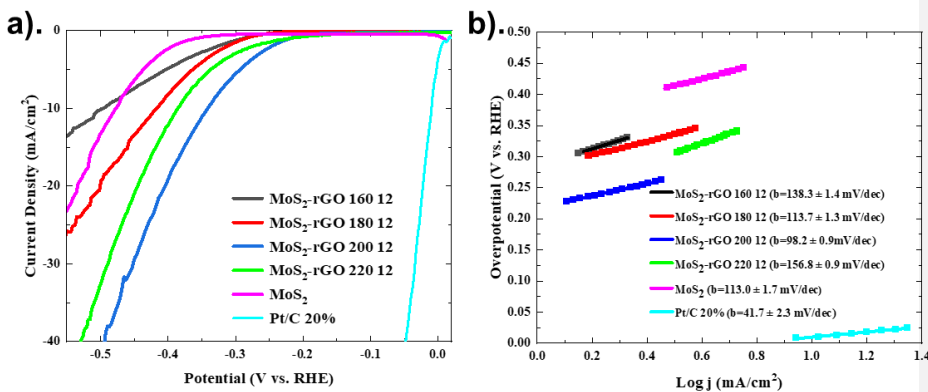 a).
0
-10
-20
-30
-40
Current Density (mA/cm²)
-0.5
-0.4
-0.3
-0.2
-0.1
0.0
Potential (V vs. RHE)
MoS₂-rGO 160 12
MoS₂-rGO 180 12
MoS₂-rGO 200 12
MoS₂-rGO 220 12
MoS₂
Pt/C 20%
b).
0.50
0.45
0.40
0.35
0.30
0.25
0.20
0.15
0.10
0.05
0.00
Overpotential (V vs. RHE)
0.0
0.2
0.4
0.6
0.8
1.0
1.2
1.4
Log j (mA/cm²)
MoS₂-rGO 160 12 (b=138.3 ± 1.4 mV/dec)
MoS₂-rGO 180 12 (b=113.7 ± 1.3 mV/dec)
MoS₂-rGO 200 12 (b=98.2 ± 0.9mV/dec)
MoS₂-rGO 220 12 (b=156.8 ± 0.9 mV/dec)
MoS₂ (b=113.0 ± 1.7 mV/dec)
Pt/C 20% (b=41.7 ± 2.3 mV/dec)